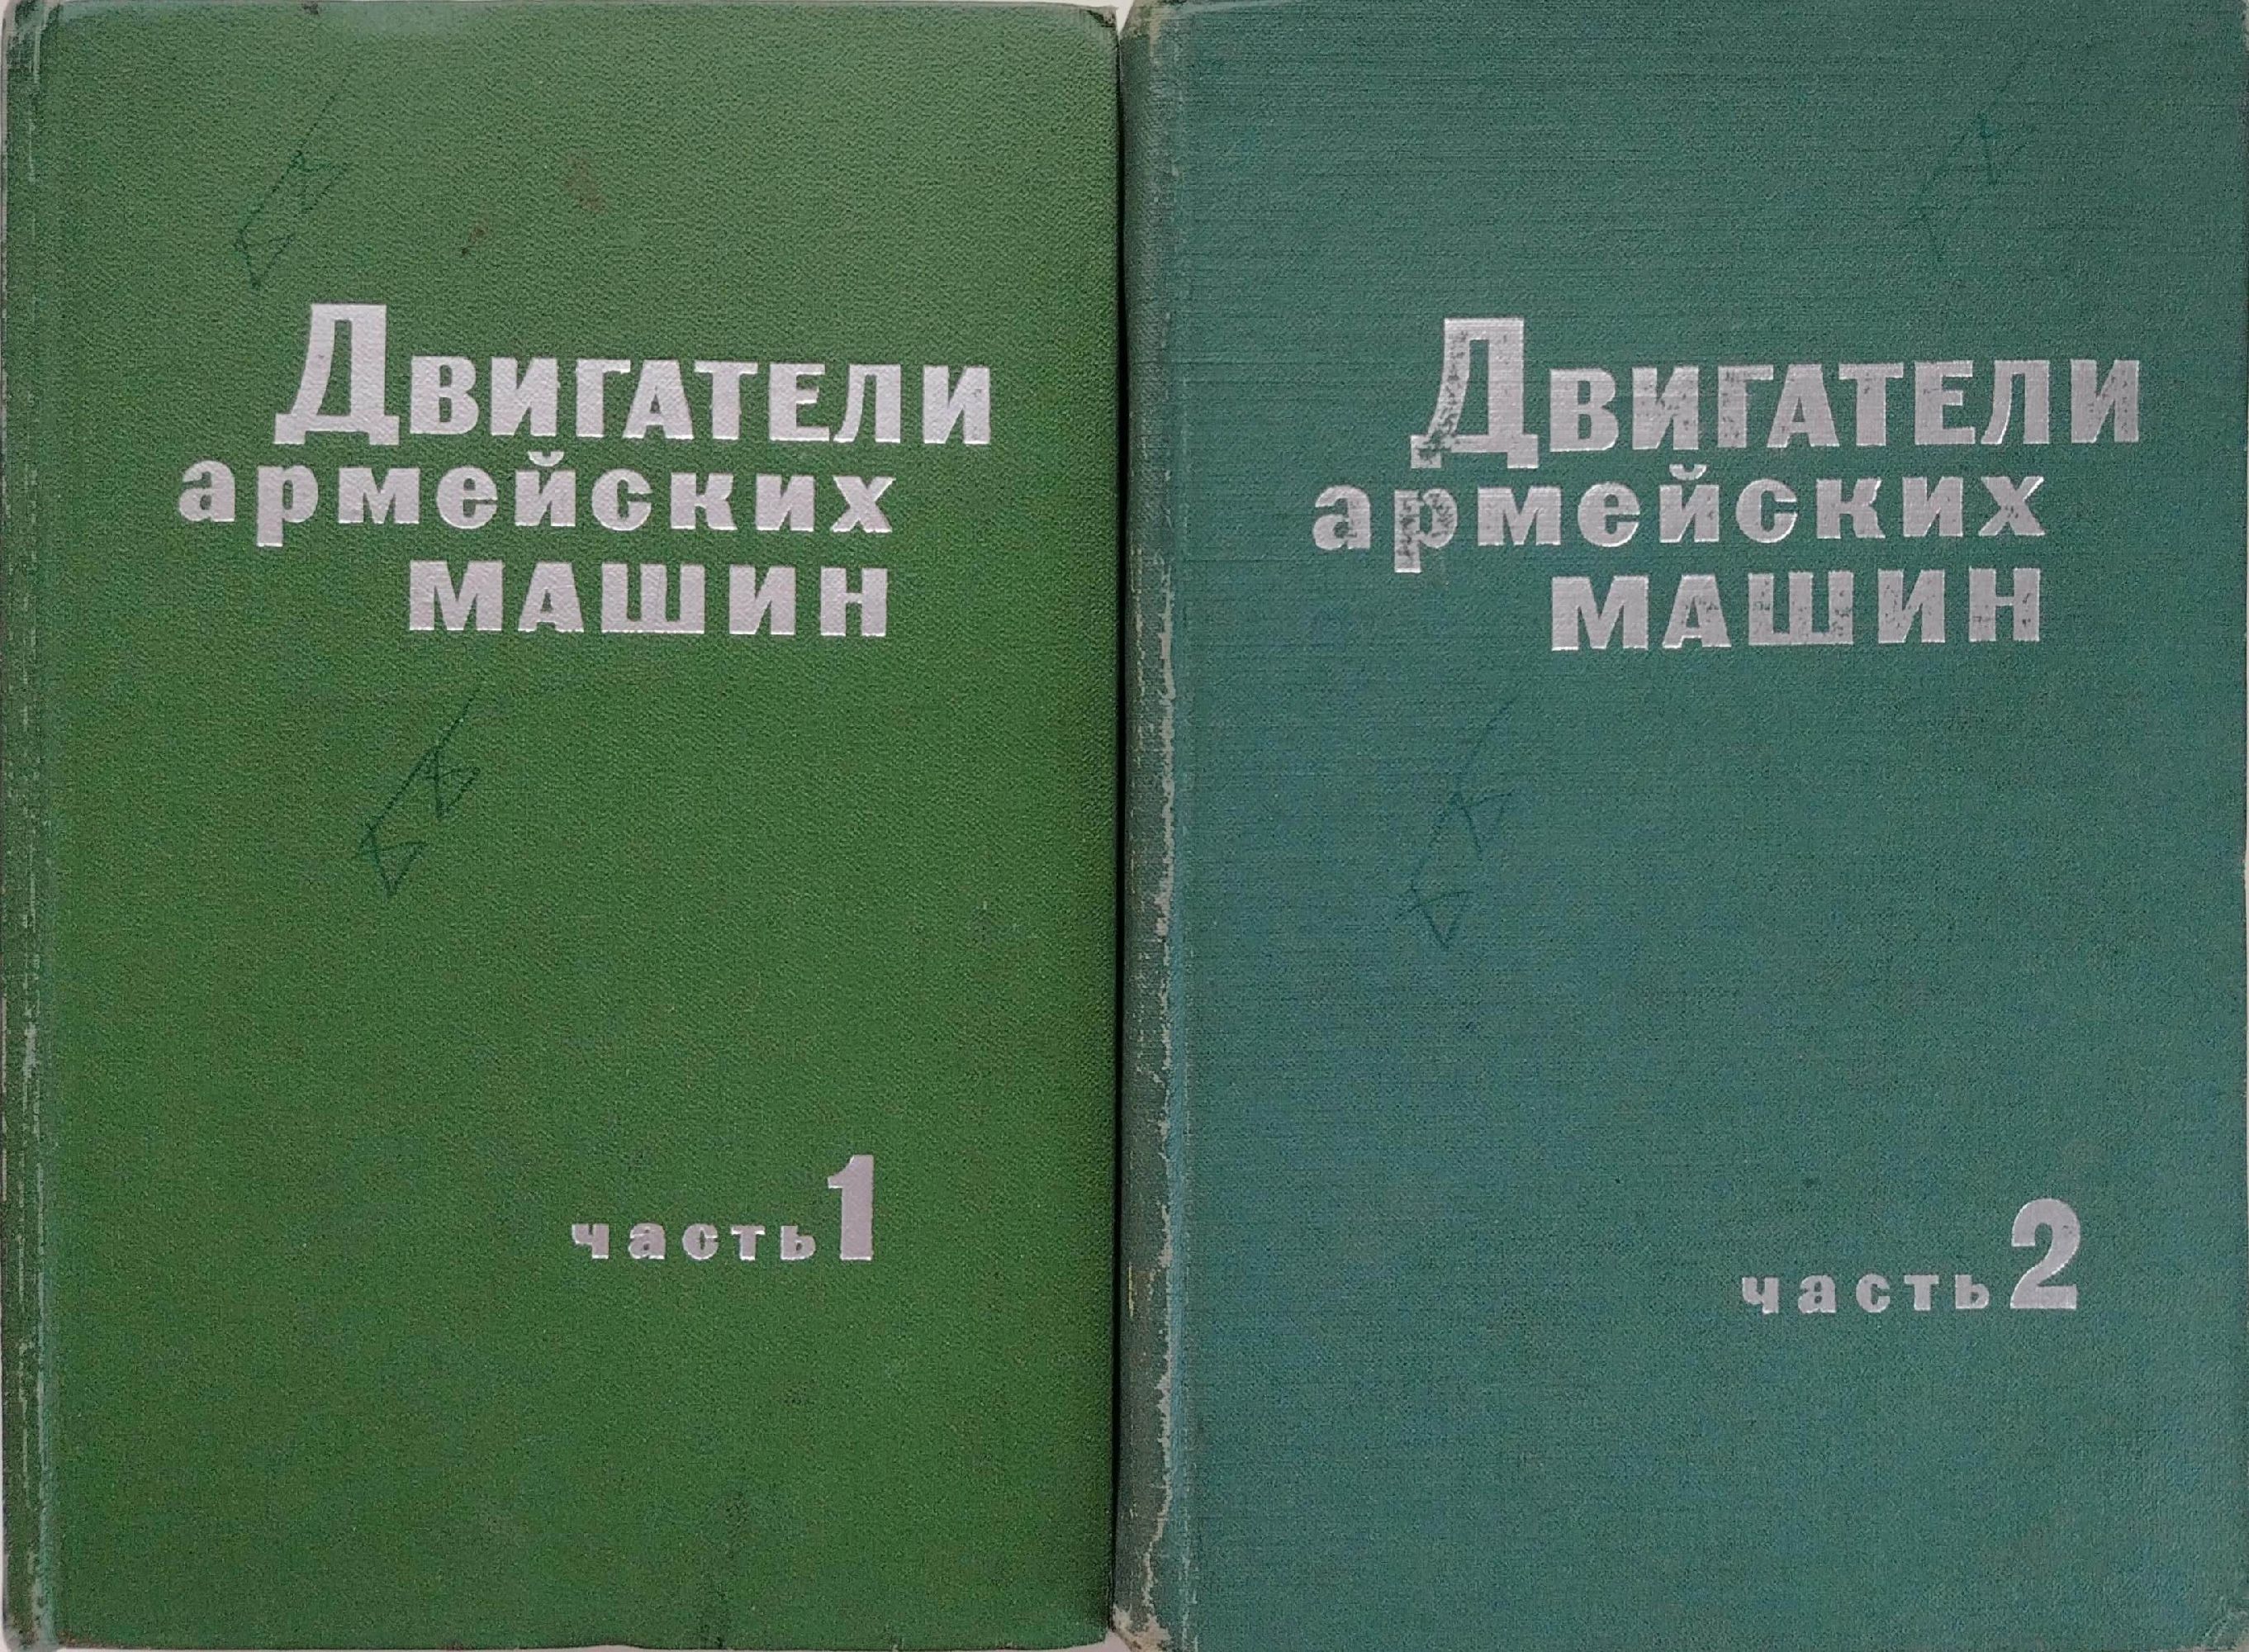 Двигатели
армейских
машин
часть 1
Двигатели
армейских
машин
часть 2